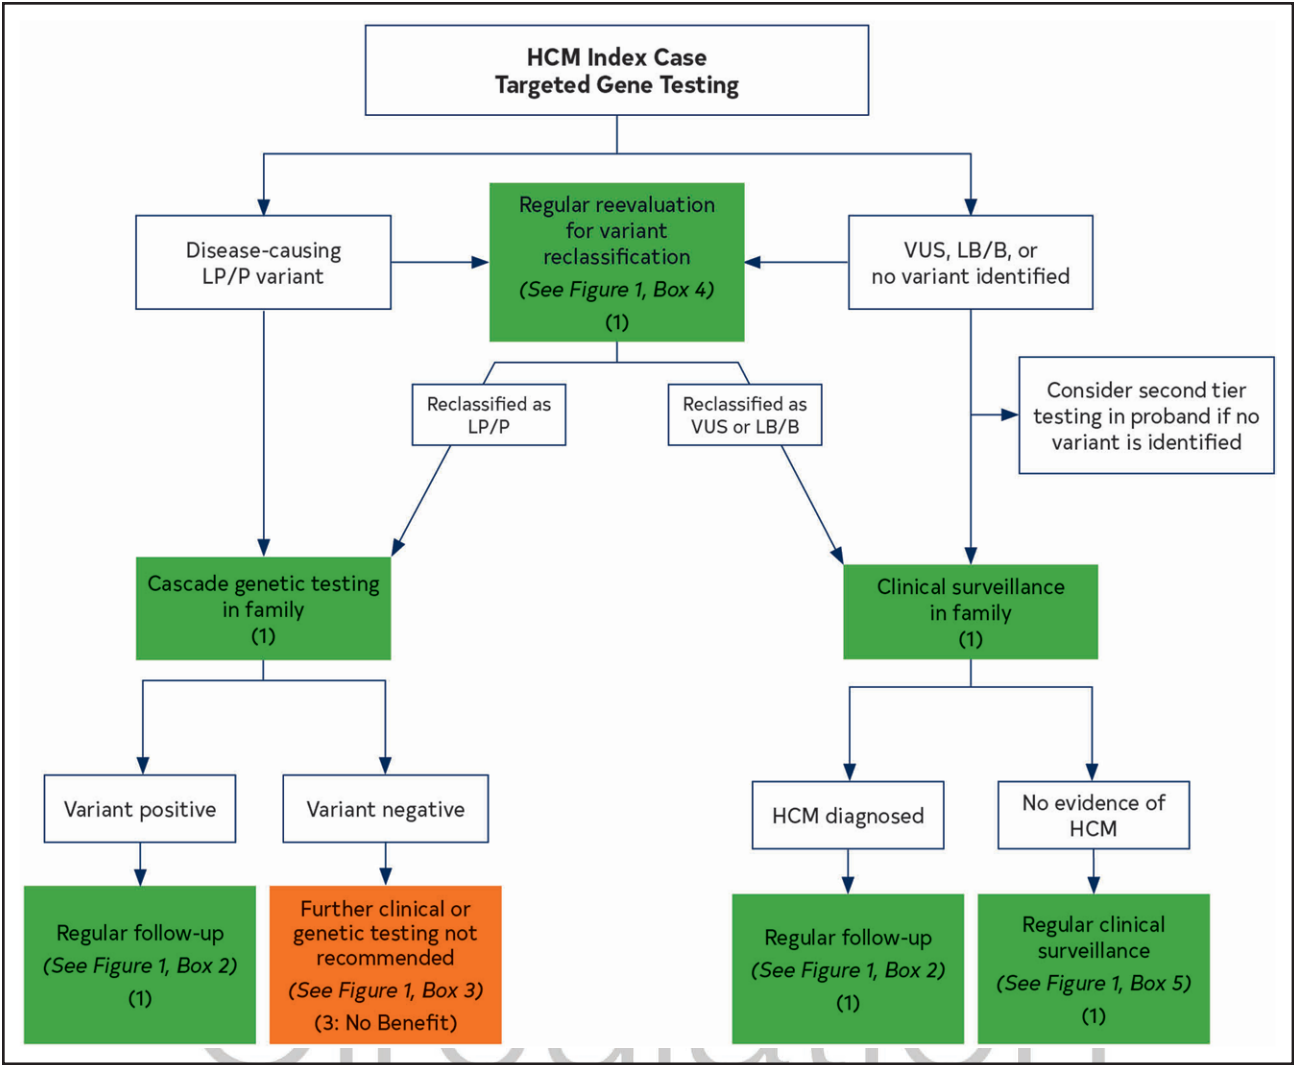 HCM Index Case
Targeted Gene Testing
Disease-causing
LP/P variant
Regular reevaluation
for variant
reclassification
(See Figure 1, Box 4)
(1)
VUS, LB/B, or
no variant identified
Consider second tier
testing in proband if no
variant is identified
Reclassified as
LP/P
Reclassified as
VUS or LB/B
Cascade genetic testing
in family
(1)
Clinical surveillance
in family
(1)
Variant positive
Variant negative
HCM diagnosed
No evidence of
HCM
Regular follow-up
(See Figure 1, Box 2)
(1)
Further clinical or
genetic testing not
recommended
(See Figure 1, Box 3)
(3: No Benefit)
Regular follow-up
(See Figure 1, Box 2)
(1)
Regular clinical
surveillance
(See Figure 1, Box 5)
(1)
Circulation